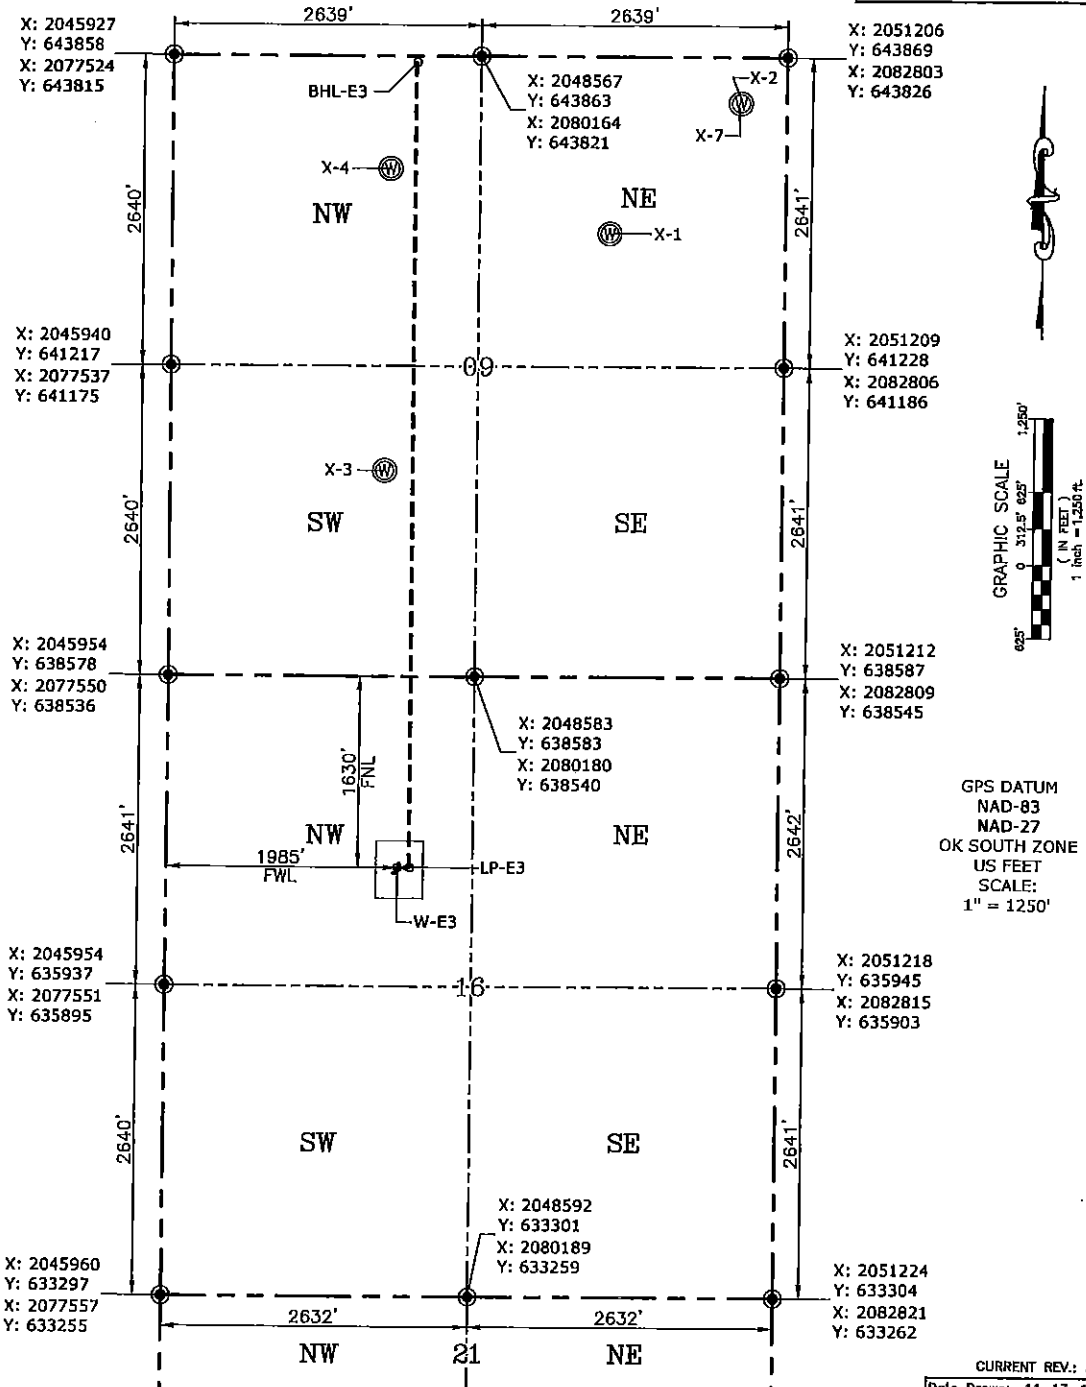 2639'
2639'
X: 2045927
Y: 643858
X: 2077524
Y: 643815
X: 2051206
Y: 643869
X: 2082803
Y: 643826
BHL-E3
X: 2048567
Y: 643863
X: 2080164
Y: 643821
X-2
W
X-7
X-4
W
NW
NE
W
X-1
2640'
2641'
X: 2045940
Y: 641217
X: 2077537
Y: 641175
09
X: 2051209
Y: 641228
X: 2082806
Y: 641186
X-3
W
SW
SE
2640'
2641'
GRAPHIC SCALE
625' 0 312.5' 625' 1,250'
( IN FEET )
1 inch = 1,250 ft.
X: 2045954
Y: 638578
X: 2077550
Y: 638536
X: 2051212
Y: 638587
X: 2082809
Y: 638545
X: 2048583
Y: 638583
X: 2080180
Y: 638540
1630'
FNL
2641'
2642'
NW
NE
1985'
FWL
LP-E3
W-E3
GPS DATUM
NAD-83
NAD-27
OK SOUTH ZONE
US FEET
SCALE:
1" = 1250'
X: 2045954
Y: 635937
X: 2077551
Y: 635895
16
X: 2051218
Y: 635945
X: 2082815
Y: 635903
2640'
2641'
SW
SE
X: 2048592
Y: 633301
X: 2080189
Y: 633259
X: 2045960
Y: 633297
X: 2077557
Y: 633255
X: 2051224
Y: 633304
X: 2082821
Y: 633262
2632'
2632'
NW
21
NE
CURRENT REV.: